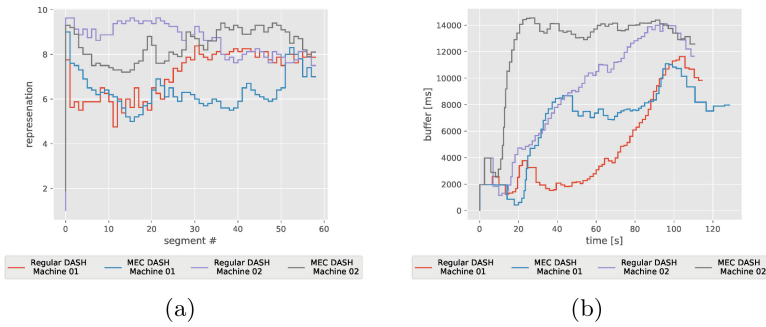 10
8
6
4
2
represenation
0
10
20
30
40
50
60
segment #
Regular DASH Machine 01
MEC DASH Machine 01
Regular DASH Machine 02
MEC DASH Machine 02
(a)
14000
12000
10000
8000
6000
4000
2000
0
buffer [ms]
0
20
40
60
80
100
120
time [s]
Regular DASH Machine 01
MEC DASH Machine 01
Regular DASH Machine 02
MEC DASH Machine 02
(b)